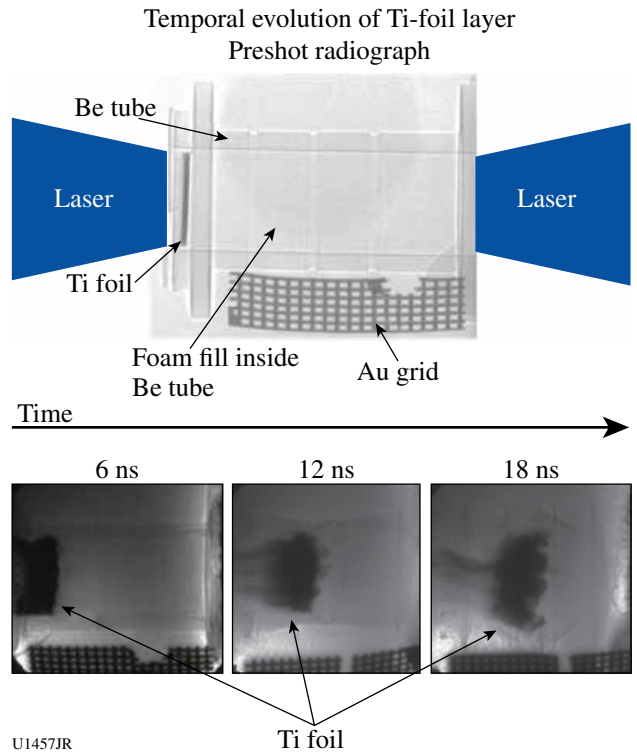 Temporal evolution of Ti-foil layer
Preshot radiograph
Be tube
Laser
Laser
Ti foil
Foam fill inside
Be tube
Au grid
Time
6 ns
12 ns
18 ns
Ti foil
U1457JR